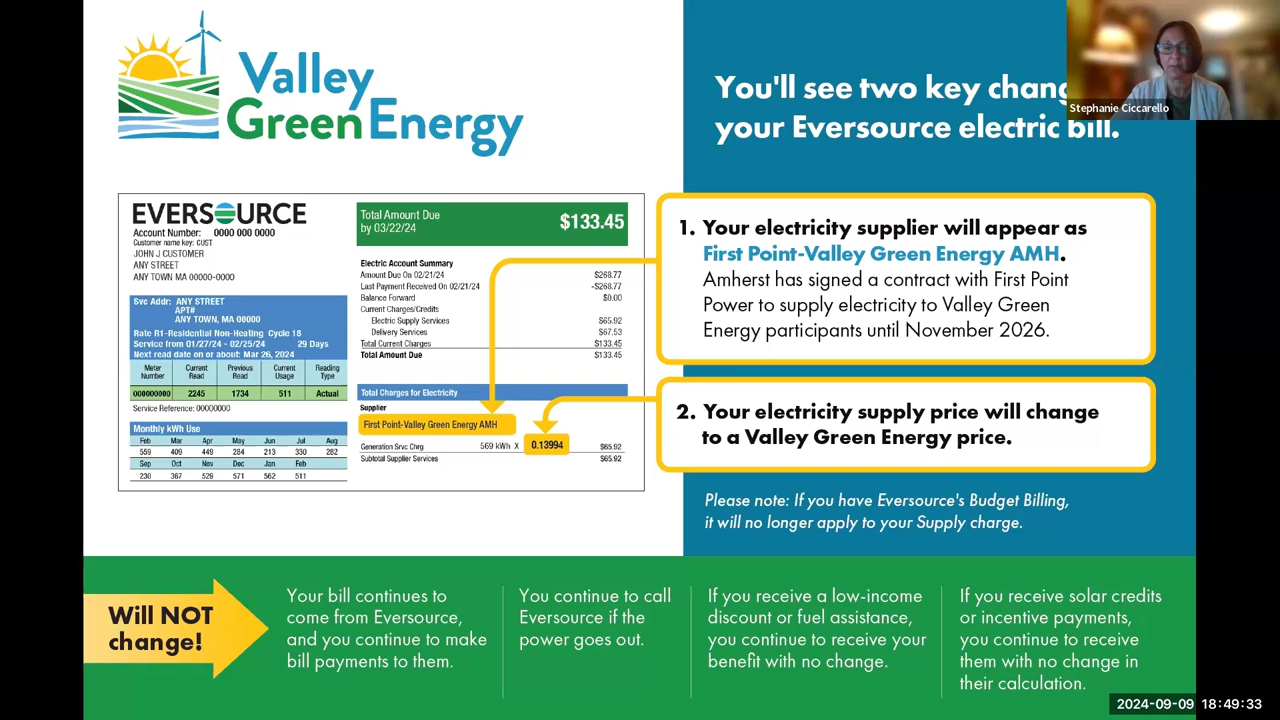 Valley
Green Energy
You'll see two key chang
your Eversource electric bill.
Stephanie Ciccarello
EVERSOURCE
Account Number: 0000 000 0000
Customer name key: CUST
JOHN J CUSTOMER
ANY STREET
ANY TOWN MA 00000-0000
Svc Addr: ANY STREET
APT#
ANY TOWN, MA 00000
Rate R1-Residential Non-Heating Cycle 18
Service from 01/27/24 - 02/25/24 29 Days
Next read date on or about: Mar 26, 2024
Meter Number Current Read Previous Read Current Usage Reading Type
000000000 2245 1734 511 Actual
Service Reference: 00000000
Monthly kWh Use
Feb Mar Apr May Jun Jul Aug
559 409 449 284 213 330 282
Sep Oct Nov Dec Jan Feb
230 367 529 571 562 511
Total Amount Due
by 03/22/24 $133.45
Electric Account Summary
Amount Due On 02/21/24 $268.77
Last Payment Received On 02/21/24 -$268.77
Balance Forward $0.00
Current Charges/Credits
Electric Supply Services $65.92
Delivery Services $67.53
Total Current Charges $133.45
Total Amount Due $133.45
Total Charges for Electricity
Supplier
First Point-Valley Green Energy AMH
Generation Srvc Chrg 569 kWh X 0.13994 $65.92
Subtotal Supplier Services $65.92
1. Your electricity supplier will appear as
First Point-Valley Green Energy AMH.
Amherst has signed a contract with First Point
Power to supply electricity to Valley Green
Energy participants until November 2026.
2. Your electricity supply price will change
to a Valley Green Energy price.
Please note: If you have Eversource's Budget Billing,
it will no longer apply to your Supply charge.
Will NOT
change!
Your bill continues to
come from Eversource,
and you continue to make
bill payments to them.
You continue to call
Eversource if the
power goes out.
If you receive a low-income
discount or fuel assistance,
you continue to receive your
benefit with no change.
If you receive solar credits
or incentive payments,
you continue to receive
them with no change in
their calculation.
2024-09-09 18:49:33